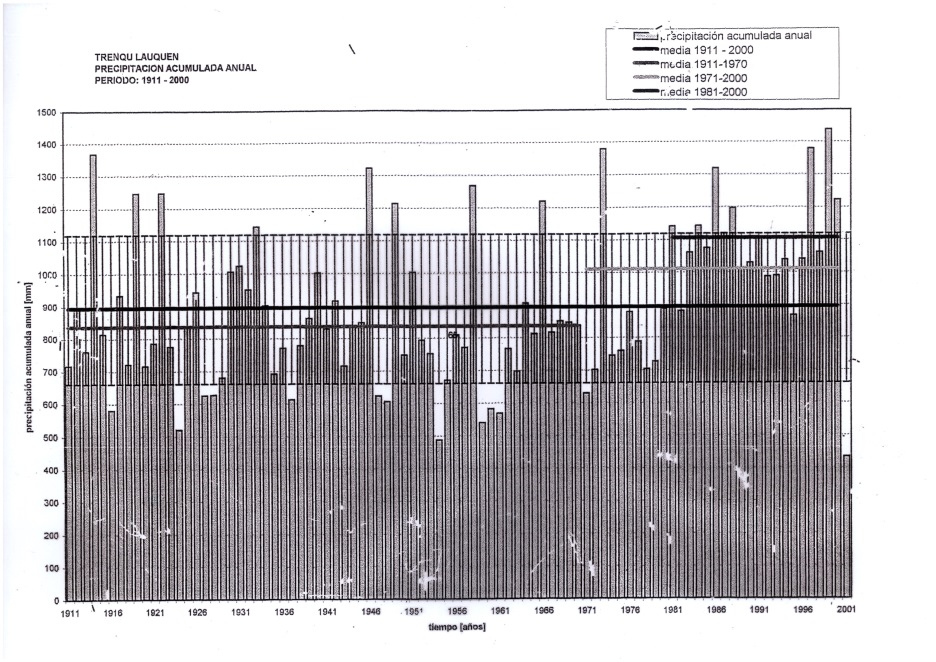 TRENQU LAUQUEN
PRECIPITACION ACUMULADA ANUAL
PERIODO: 1911 - 2000
precipitación acumulada anual
media 1911 - 2000
media 1911-1970
media 1971-2000
media 1981-2000
1500
1400
1300
1200
1100
1000
900
800
700
600
500
400
300
200
100
0
precipitación anual [mm]
1911 1916 1921 1926 1931 1936 1941 1946 1951 1956 1961 1966 1971 1976 1981 1986 1991 1996 2001
tiempo [años]